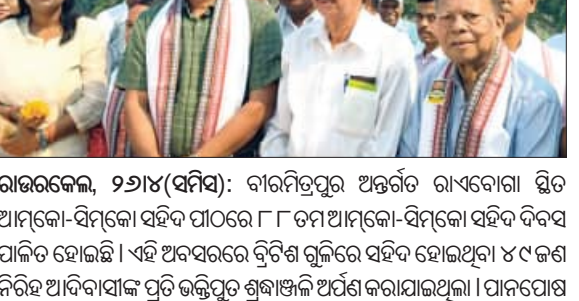 ରାଉରକେଲା, ୨୬।୪(ସମିସ): ବୀରମିତ୍ରପୁର ଅନ୍ତର୍ଗତ ରାଏବୋଗା ସ୍ଥିତ
ଆମ୍‌କୋ-ସିମ୍‌କୋ ସହିଦ ପୀଠରେ ୮୮ତମ ଆମ୍‌କୋ-ସିମ୍‌କୋ ସହିଦ ଦିବସ
ପାଳିତ ହୋଇଛି । ଏହି ଅବସରରେ ବ୍ରିଟିଶ ଗୁଳିରେ ସହିଦ ହୋଇଥିବା ୪୯ ଜଣ
ନିରିହ ଆଦିବାସୀଙ୍କ ପ୍ରତି ଭକ୍ତିପୁତ ଶ୍ରଦ୍ଧାଞ୍ଜଳି ଅର୍ପଣ କରାଯାଇଥିଲା । ପାନପୋଷ